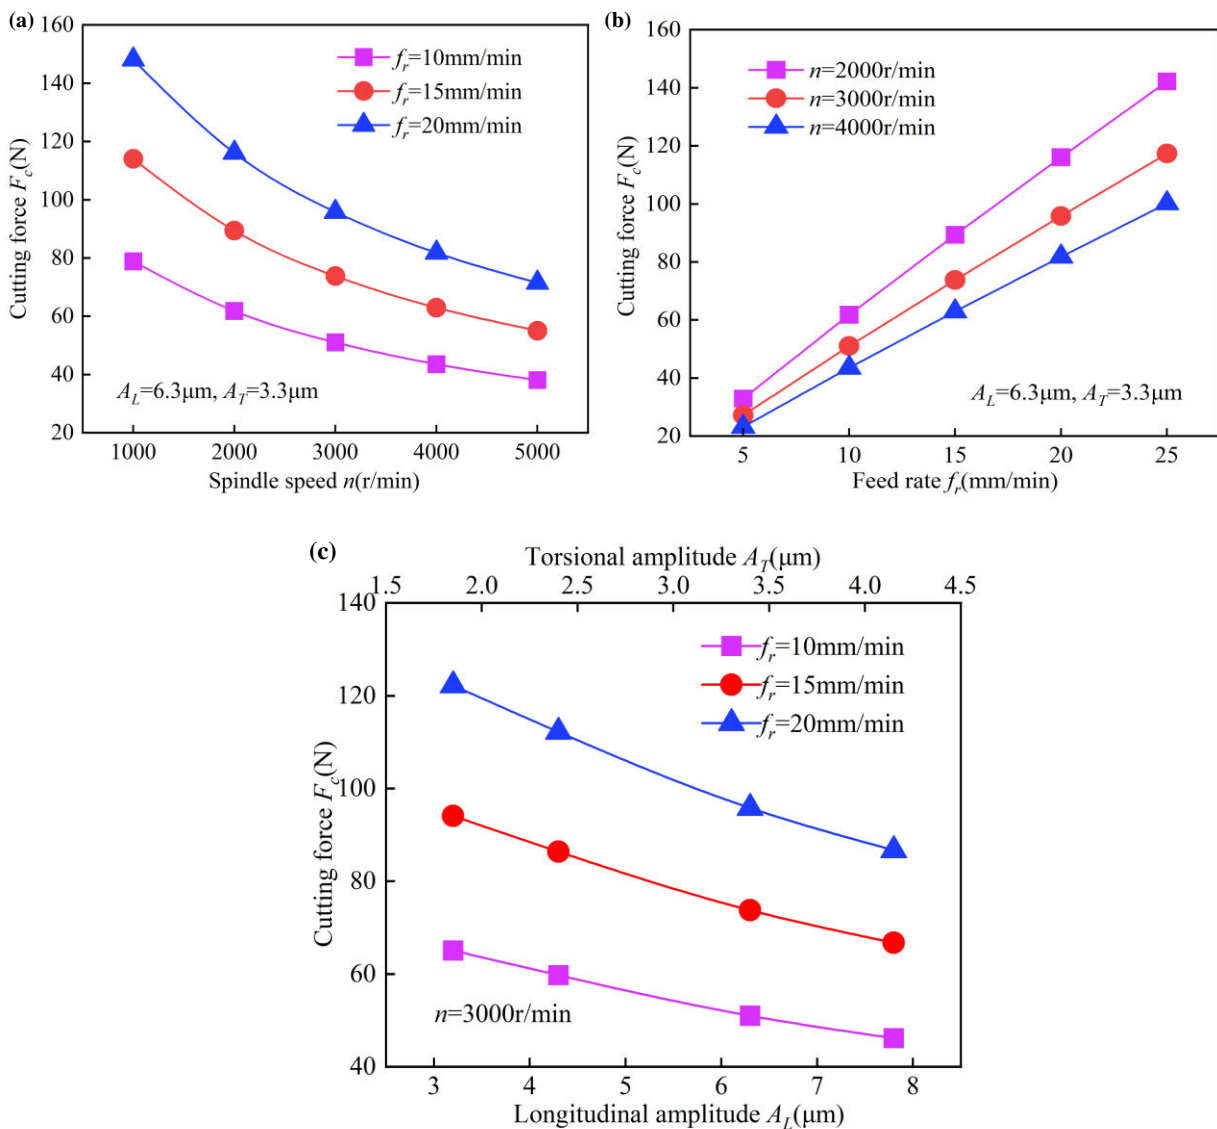 (a)
160
140
120
100
80
60
40
20
Cutting force F_c(N)
f_r=10mm/min
f_r=15mm/min
f_r=20mm/min
A_L=6.3μm, A_T=3.3μm
1000 2000 3000 4000 5000
Spindle speed n(r/min)
(b)
160
140
120
100
80
60
40
20
Cutting force F_c(N)
n=2000r/min
n=3000r/min
n=4000r/min
A_L=6.3μm, A_T=3.3μm
5 10 15 20 25
Feed rate f_r(mm/min)
(c)
Torsional amplitude A_T(μm)
1.5 2.0 2.5 3.0 3.5 4.0 4.5
140
120
100
80
60
40
Cutting force F_c(N)
f_r=10mm/min
f_r=15mm/min
f_r=20mm/min
n=3000r/min
3 4 5 6 7 8
Longitudinal amplitude A_L(μm)